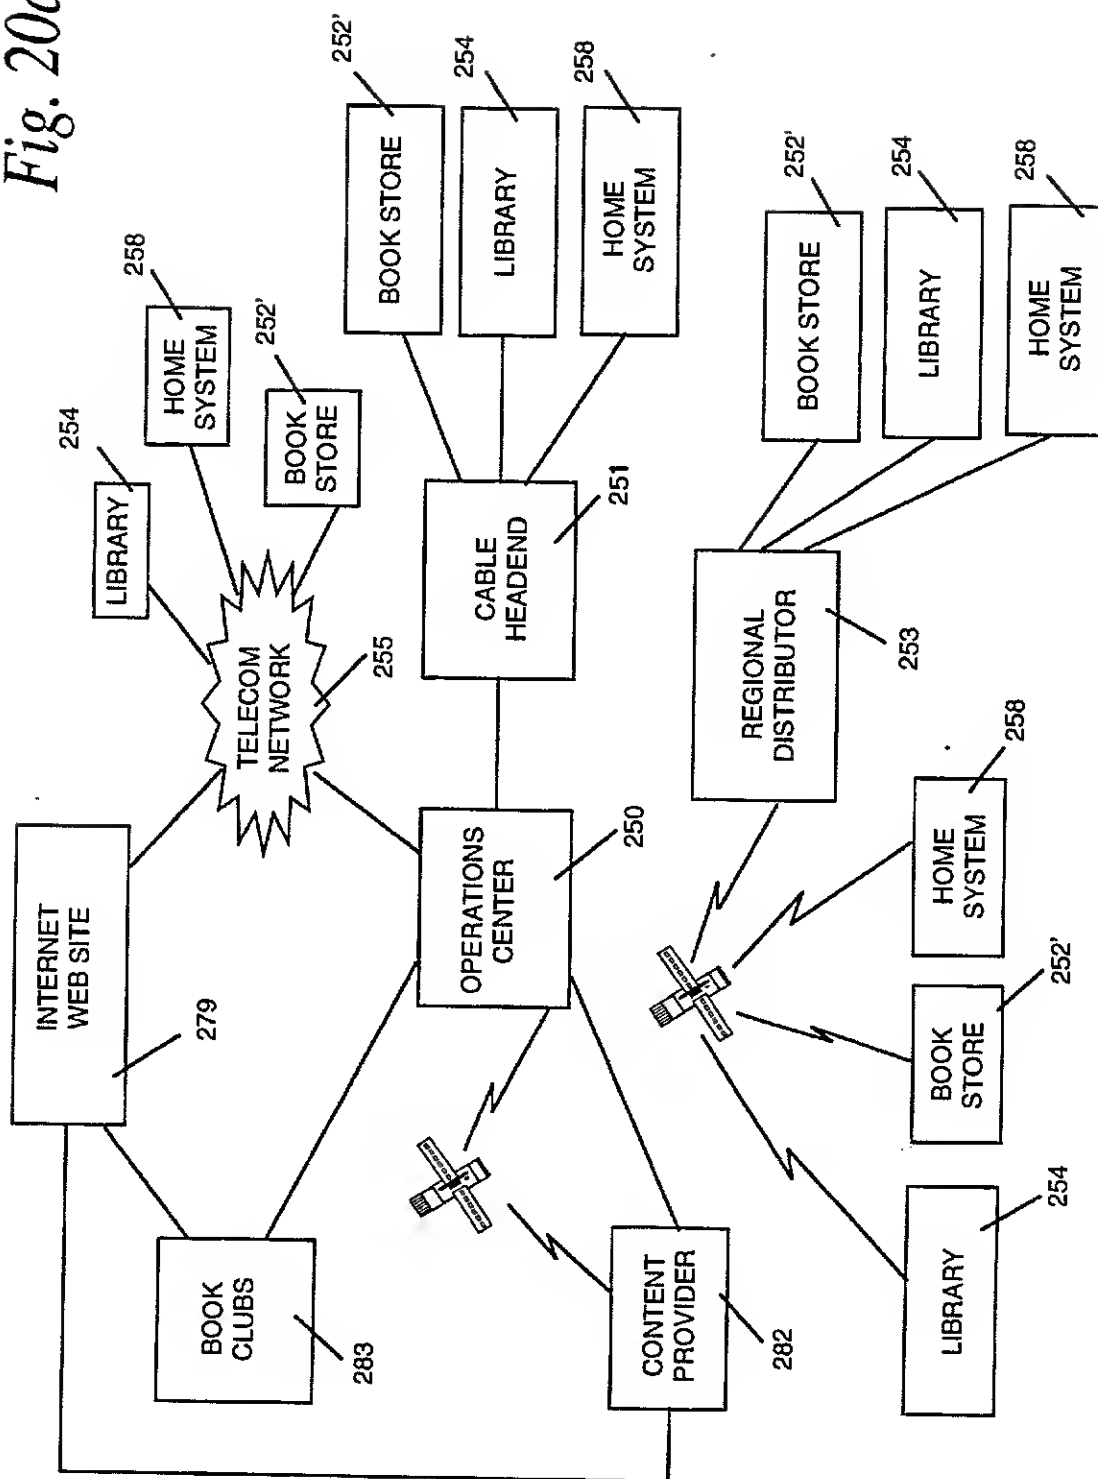 Fig. 20a
INTERNET
WEB SITE
279
BOOK
CLUBS
283
CONTENT
PROVIDER
282
OPERATIONS
CENTER
250
TELECOM
NETWORK
255
LIBRARY
254
HOME
SYSTEM
258
BOOK
STORE
252'
CABLE
HEADEND
251
BOOK STORE
252'
LIBRARY
254
HOME
SYSTEM
258
REGIONAL
DISTRIBUTOR
253
BOOK STORE
252'
LIBRARY
254
HOME
SYSTEM
258
LIBRARY
254
BOOK
STORE
252'
HOME
SYSTEM
258